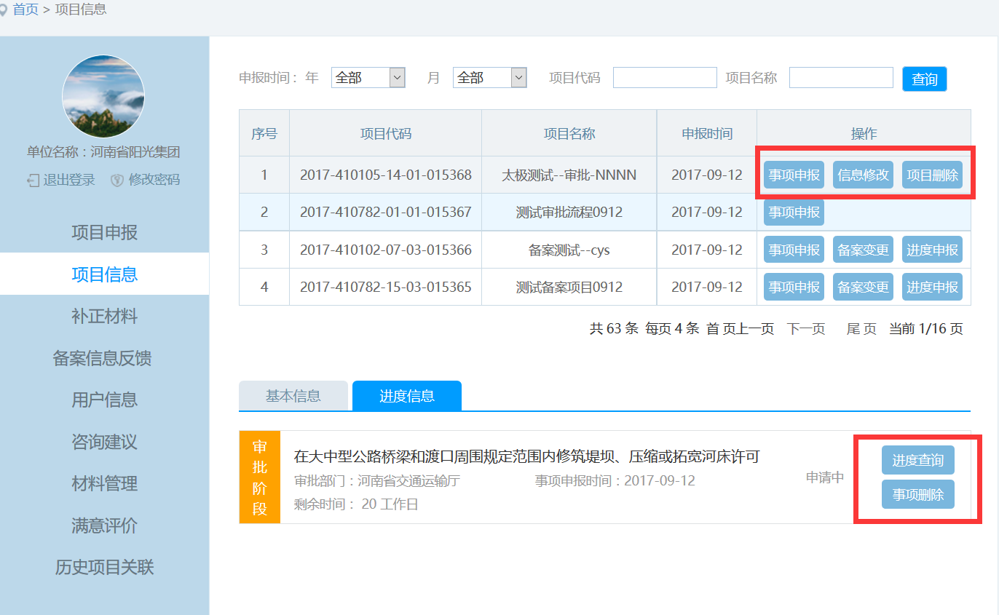 首页 > 项目信息
单位名称：河南省阳光集团
退出登录 修改密码
项目申报
项目信息
补正材料
备案信息反馈
用户信息
咨询建议
材料管理
满意评价
历史项目关联
申报时间： 年 全部 月 全部 项目代码 项目名称 查询
序号 项目代码 项目名称 申报时间 操作
1 2017-410105-14-01-015368 太极测试--审批-NNNN 2017-09-12 事项申报 信息修改 项目删除
2 2017-410782-01-01-015367 测试审批流程0912 2017-09-12 事项申报
3 2017-410102-07-03-015366 备案测试--cys 2017-09-12 事项申报 备案变更 进度申报
4 2017-410782-15-03-015365 测试备案项目0912 2017-09-12 事项申报 备案变更 进度申报
共 63 条 每页 4 条 首 页上一页 下一页 尾 页 当前 1/16 页
基本信息 进度信息
审
批
阶
段
在大中型公路桥梁和渡口周围规定范围内修筑堤坝、压缩或拓宽河床许可
审批部门：河南省交通运输厅 事项申报时间：2017-09-12
剩余时间： 20 工作日
申请中
进度查询
事项删除